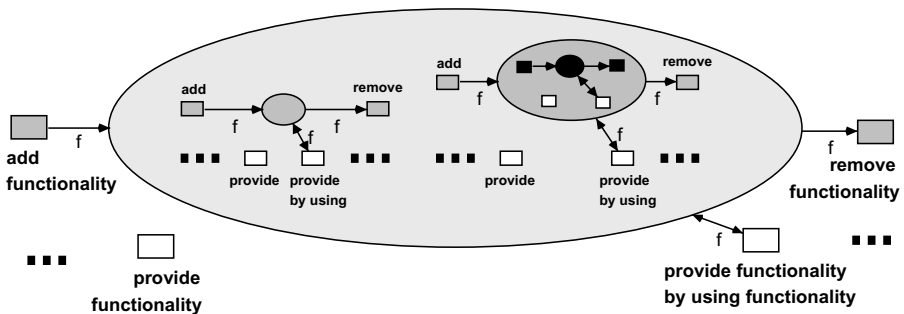 add
remove
f
f
add
remove
f
f
f
f
f
add
functionality
f
remove
functionality
provide
provide
by using
provide
provide
by using
f
provide
functionality
provide functionality
by using functionality